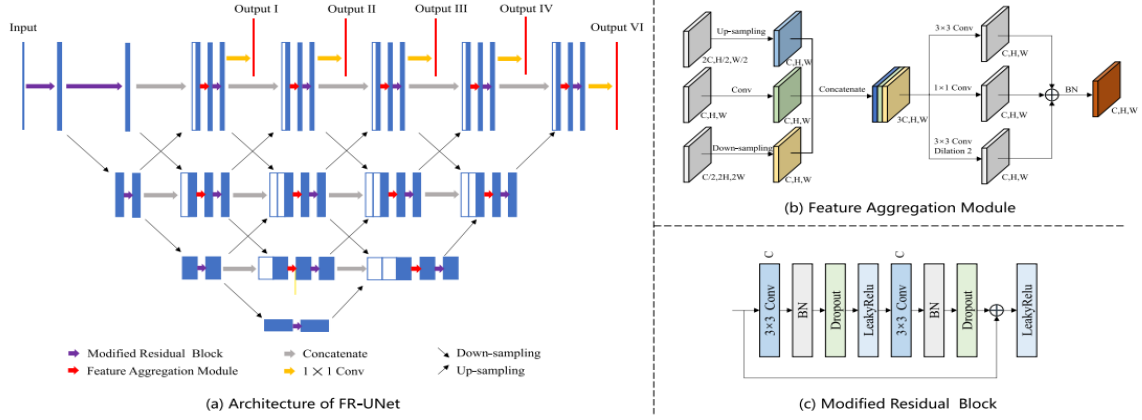 Input
Output I
Output II
Output III
Output IV
Output VI
Modified Residual Block
Concatenate
Down-sampling
Feature Aggregation Module
1 × 1 Conv
Up-sampling
(a) Architecture of FR-UNet
2C,H/2,W/2
Up-sampling
C,H,W
C,H,W
Conv
C,H,W
C/2,2H,2W
Down-sampling
C,H,W
Concatenate
3C,H,W
3×3 Conv
C,H,W
1×1 Conv
C,H,W
3×3 Conv
Dilation 2
C,H,W
BN
C,H,W
(b) Feature Aggregation Module
C
C
3×3 Conv
BN
Dropout
LeakyRelu
3×3 Conv
BN
Dropout
LeakyRelu
(c) Modified Residual Block